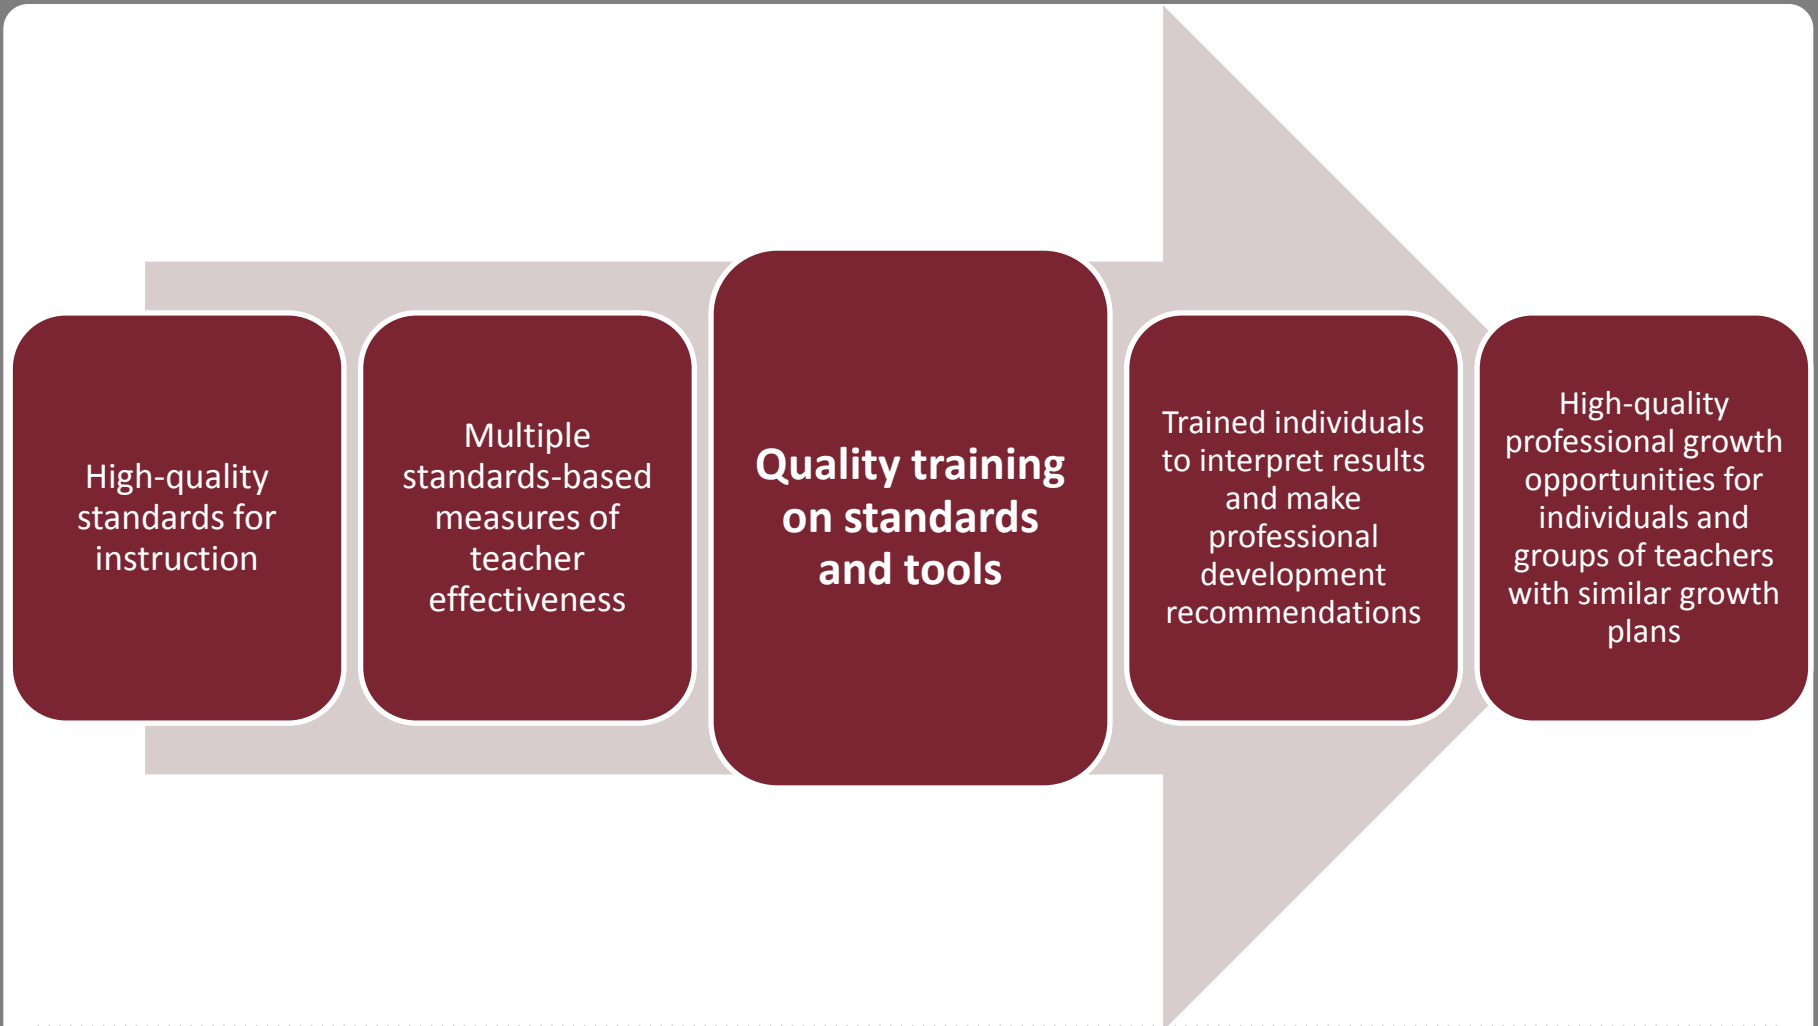 High-quality
standards for
instruction
Multiple
standards-based
measures of
teacher
effectiveness
Quality training
on standards
and tools
Trained individuals
to interpret results
and make
professional
development
recommendations
High-quality
professional growth
opportunities for
individuals and
groups of teachers
with similar growth
plans